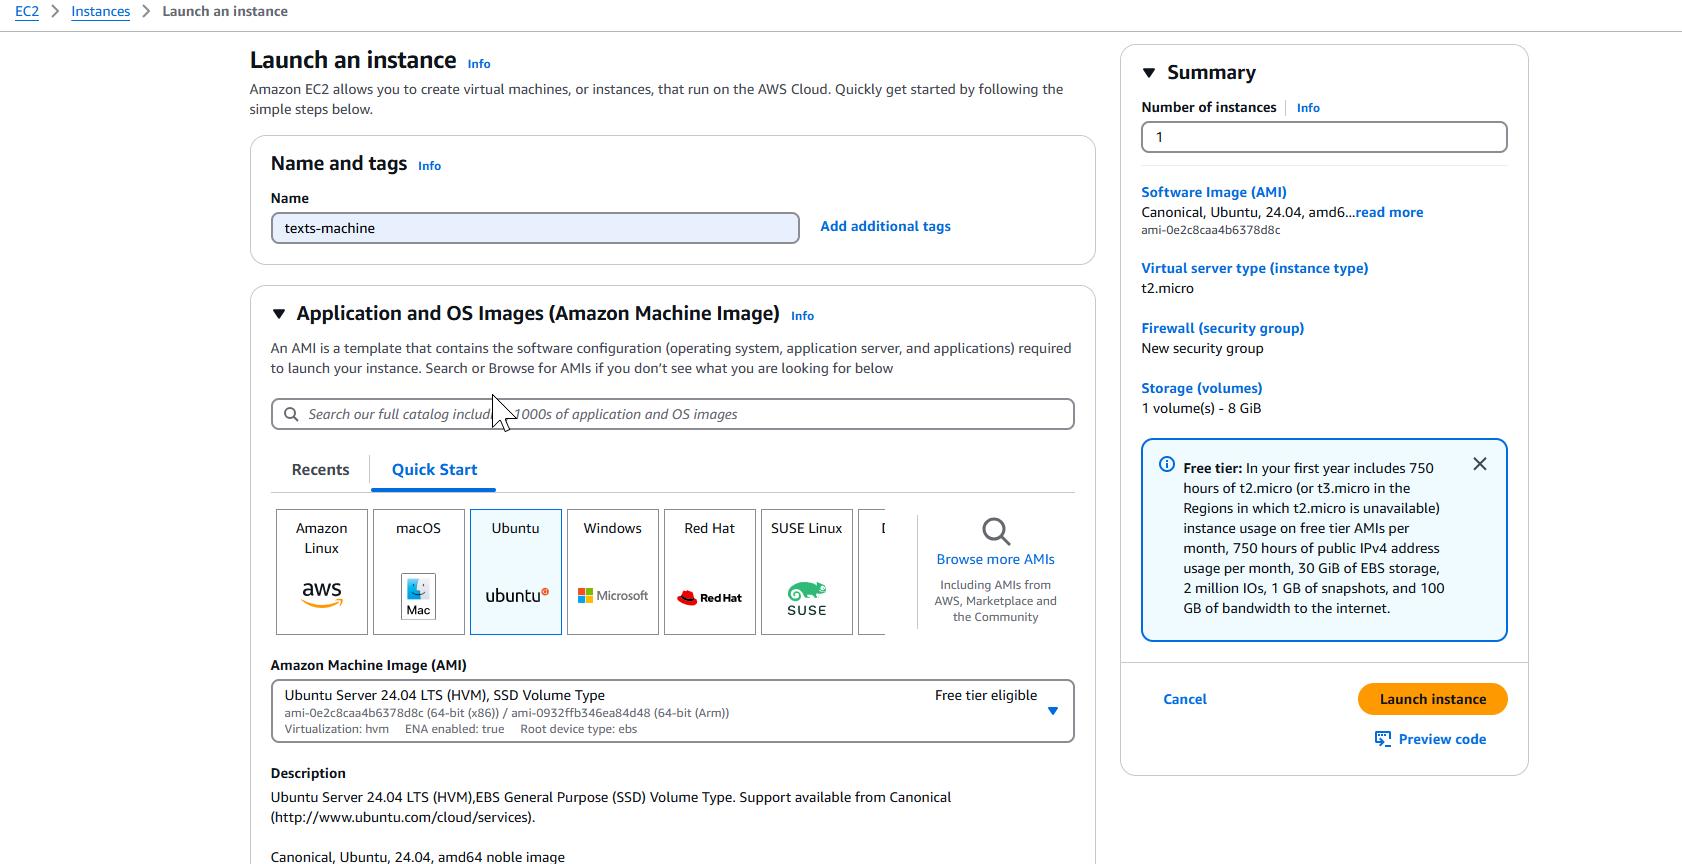 EC2 > Instances > Launch an instance
Launch an instance Info
Amazon EC2 allows you to create virtual machines, or instances, that run on the AWS Cloud. Quickly get started by following the
simple steps below.
Name and tags Info
Name
texts-machine
Add additional tags
Application and OS Images (Amazon Machine Image) Info
An AMI is a template that contains the software configuration (operating system, application server, and applications) required
to launch your instance. Search or Browse for AMIs if you don't see what you are looking for below
Search our full catalog includi 1000s of application and OS images
Recents
Quick Start
Amazon
Linux
aws
macOS
Mac
Ubuntu
ubuntu
Windows
Microsoft
Red Hat
Red Hat
SUSE Linux
SUSE
Browse more AMIs
Including AMIs from
AWS, Marketplace and
the Community
Amazon Machine Image (AMI)
Ubuntu Server 24.04 LTS (HVM), SSD Volume Type
Free tier eligible
ami-0e2c8caa4b6378d8c (64-bit (x86)) / ami-0932ffb346ea84d48 (64-bit (Arm))
Virtualization: hvm ENA enabled: true Root device type: ebs
Description
Ubuntu Server 24.04 LTS (HVM),EBS General Purpose (SSD) Volume Type. Support available from Canonical
(http://www.ubuntu.com/cloud/services).
Canonical, Ubuntu, 24.04, amd64 noble image
Summary
Number of instances Info
1
Software Image (AMI)
Canonical, Ubuntu, 24.04, amd6...read more
ami-0e2c8caa4b6378d8c
Virtual server type (instance type)
t2.micro
Firewall (security group)
New security group
Storage (volumes)
1 volume(s) - 8 GiB
Free tier: In your first year includes 750
hours of t2.micro (or t3.micro in the
Regions in which t2.micro is unavailable)
instance usage on free tier AMIs per
month, 750 hours of public IPv4 address
usage per month, 30 GiB of EBS storage,
2 million IOs, 1 GB of snapshots, and 100
GB of bandwidth to the internet.
Cancel
Launch instance
Preview code